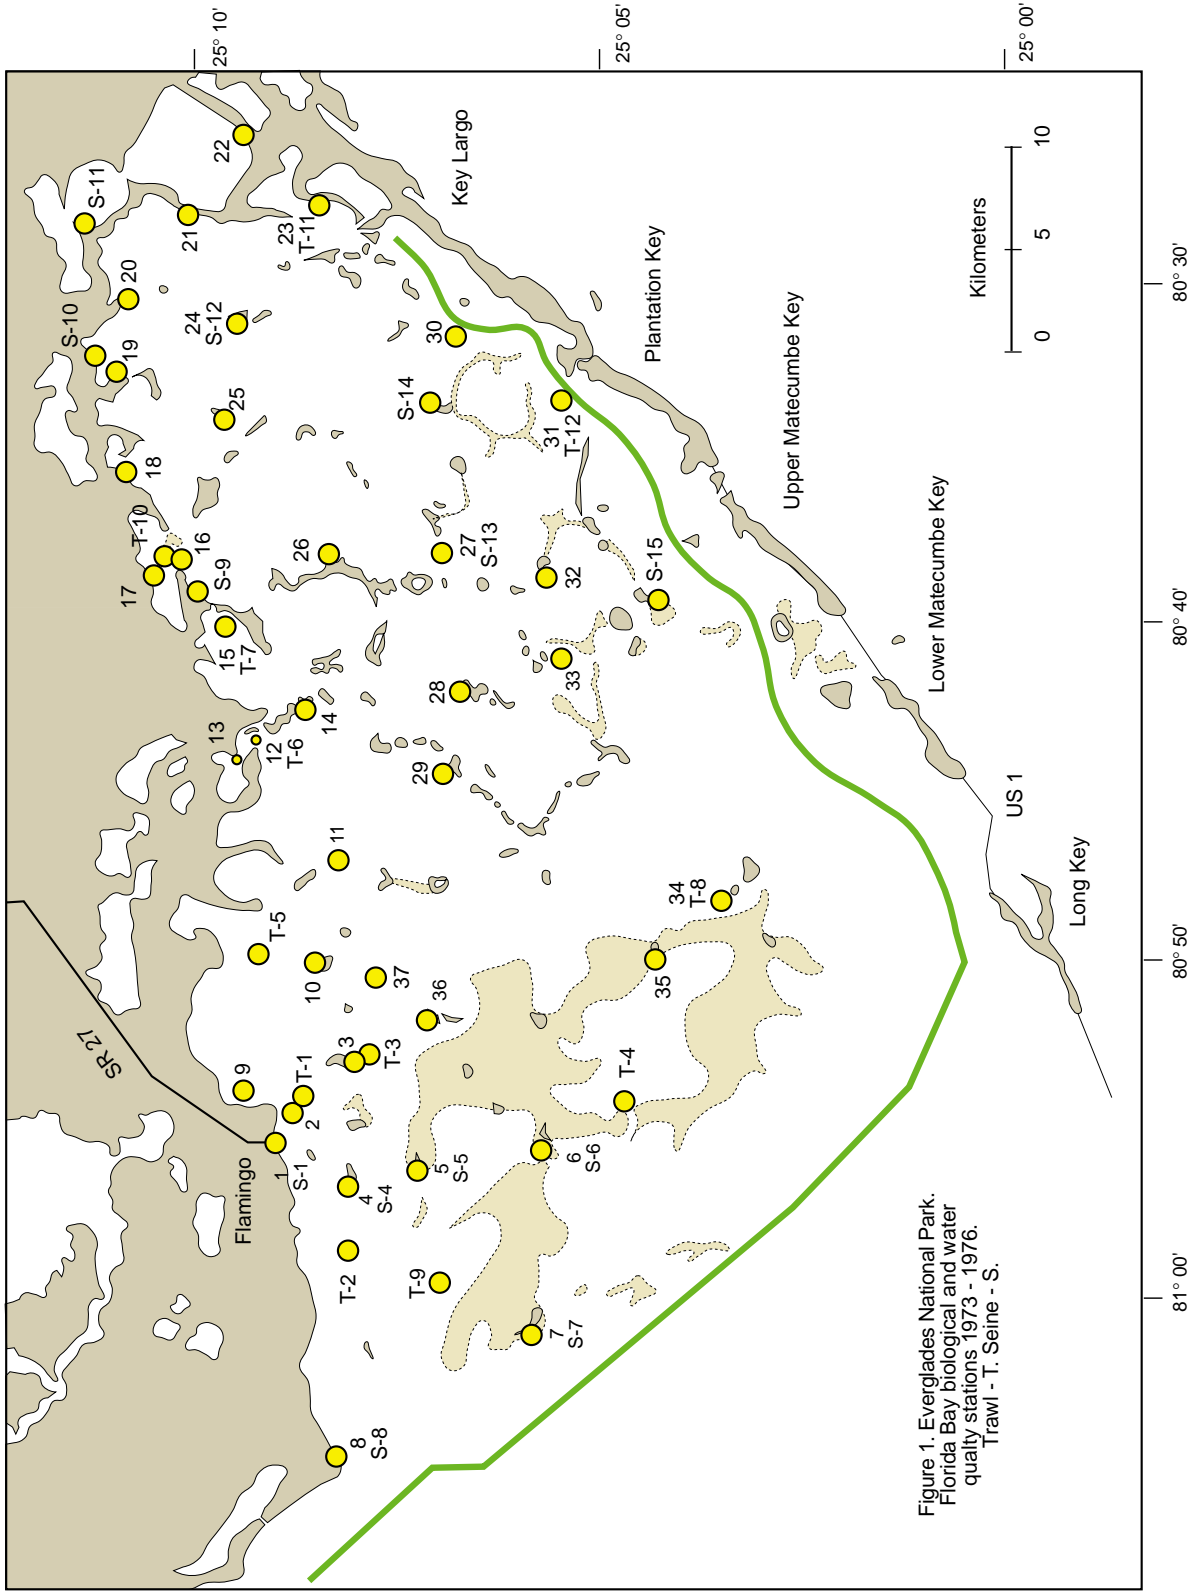 25° 10'
25° 05'
25° 00'
80° 30'
80° 40'
80° 50'
81° 00'
SR 27
Flamingo
Key Largo
Plantation Key
Upper Matecumbe Key
Lower Matecumbe Key
US 1
Long Key
Kilometers
0
5
10
1
S-1
2
T-1
3
T-3
4
S-4
5
S-5
6
S-6
7
S-7
8
S-8
T-2
T-9
T-4
9
T-5
10
11
37
36
35
34
T-8
13
12
T-6
14
15
T-7
S-9
16
17
T-10
18
19
S-10
20
S-11
21
22
23
T-11
24
S-12
25
26
27
S-13
28
29
30
S-14
31
T-12
32
33
S-15
Figure 1. Everglades National Park.
Florida Bay biological and water
qualty stations 1973 - 1976.
Trawl - T. Seine - S.